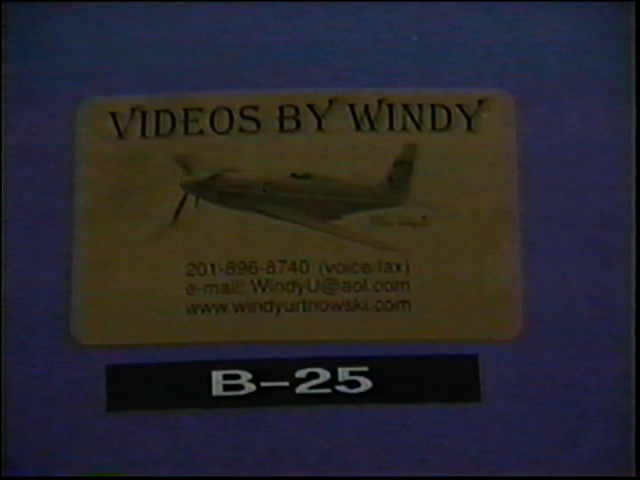 VIDEOS BY WINDY
201-896-8740 (voice/fax)
e-mail: WindyU@aol.com
www.windyurtnowski.com
B-25